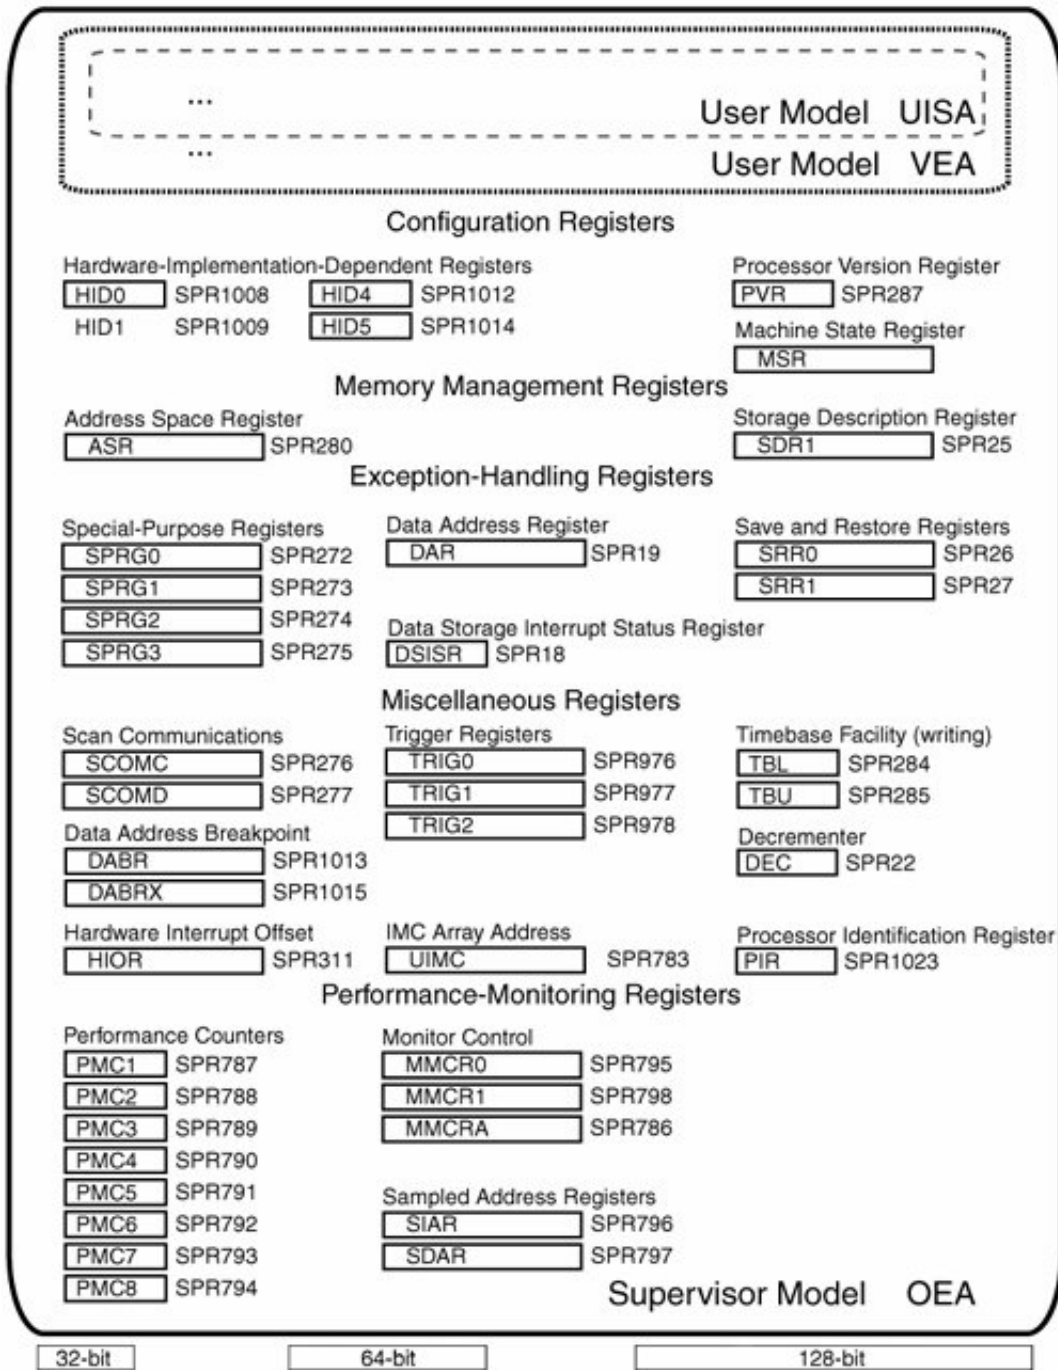 ...
User Model UISA
...
User Model VEA
Configuration Registers
Hardware-Implementation-Dependent Registers
HID0 SPR1008 HID4 SPR1012
HID1 SPR1009 HID5 SPR1014
Processor Version Register
PVR SPR287
Machine State Register
MSR
Memory Management Registers
Address Space Register
ASR SPR280
Storage Description Register
SDR1 SPR25
Exception-Handling Registers
Special-Purpose Registers
SPRG0 SPR272
SPRG1 SPR273
SPRG2 SPR274
SPRG3 SPR275
Data Address Register
DAR SPR19
Data Storage Interrupt Status Register
DSISR SPR18
Save and Restore Registers
SRR0 SPR26
SRR1 SPR27
Miscellaneous Registers
Scan Communications
SCOMC SPR276
SCOMD SPR277
Trigger Registers
TRIG0 SPR976
TRIG1 SPR977
TRIG2 SPR978
Timebase Facility (writing)
TBL SPR284
TBU SPR285
Data Address Breakpoint
DABR SPR1013
DABRX SPR1015
Decrementer
DEC SPR22
Hardware Interrupt Offset
HIOR SPR311
IMC Array Address
UIMC SPR783
Processor Identification Register
PIR SPR1023
Performance-Monitoring Registers
Performance Counters
PMC1 SPR787
PMC2 SPR788
PMC3 SPR789
PMC4 SPR790
PMC5 SPR791
PMC6 SPR792
PMC7 SPR793
PMC8 SPR794
Monitor Control
MMCR0 SPR795
MMCR1 SPR798
MMCRA SPR786
Sampled Address Registers
SIAR SPR796
SDAR SPR797
Supervisor Model OEA
32-bit 64-bit 128-bit